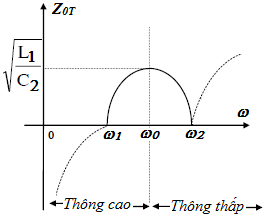 Z₀T
√(L₁/C₂)
ω
0
ω₁
ω₀
ω₂
Thông cao
Thông thấp